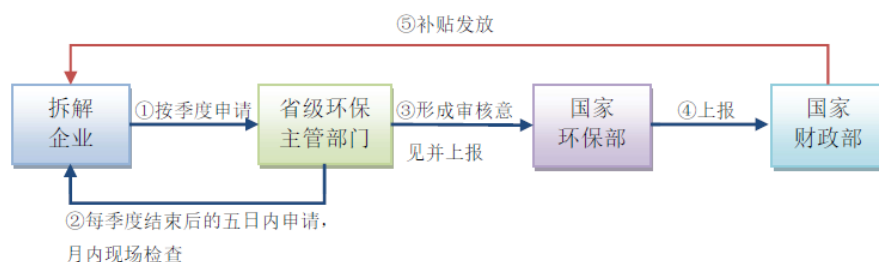 ⑤补贴发放
拆解
企业
①按季度申请
省级环保
主管部门
③形成审核意
见并上报
国家
环保部
④上报
国家
财政部
②每季度结束后的五日内申请，
月内现场检查